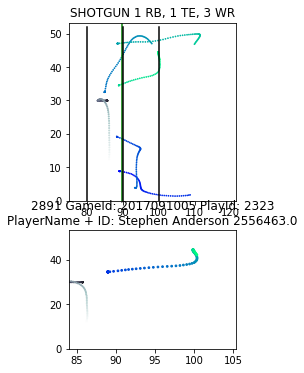 SHOTGUN 1 RB, 1 TE, 3 WR
50
40
30
20
10
0
80 90 100 110 120
2891 GameId: 2017091005 PlayId: 2323
PlayerName + ID: Stephen Anderson 2556463.0
40
20
0
85 90 95 100 105